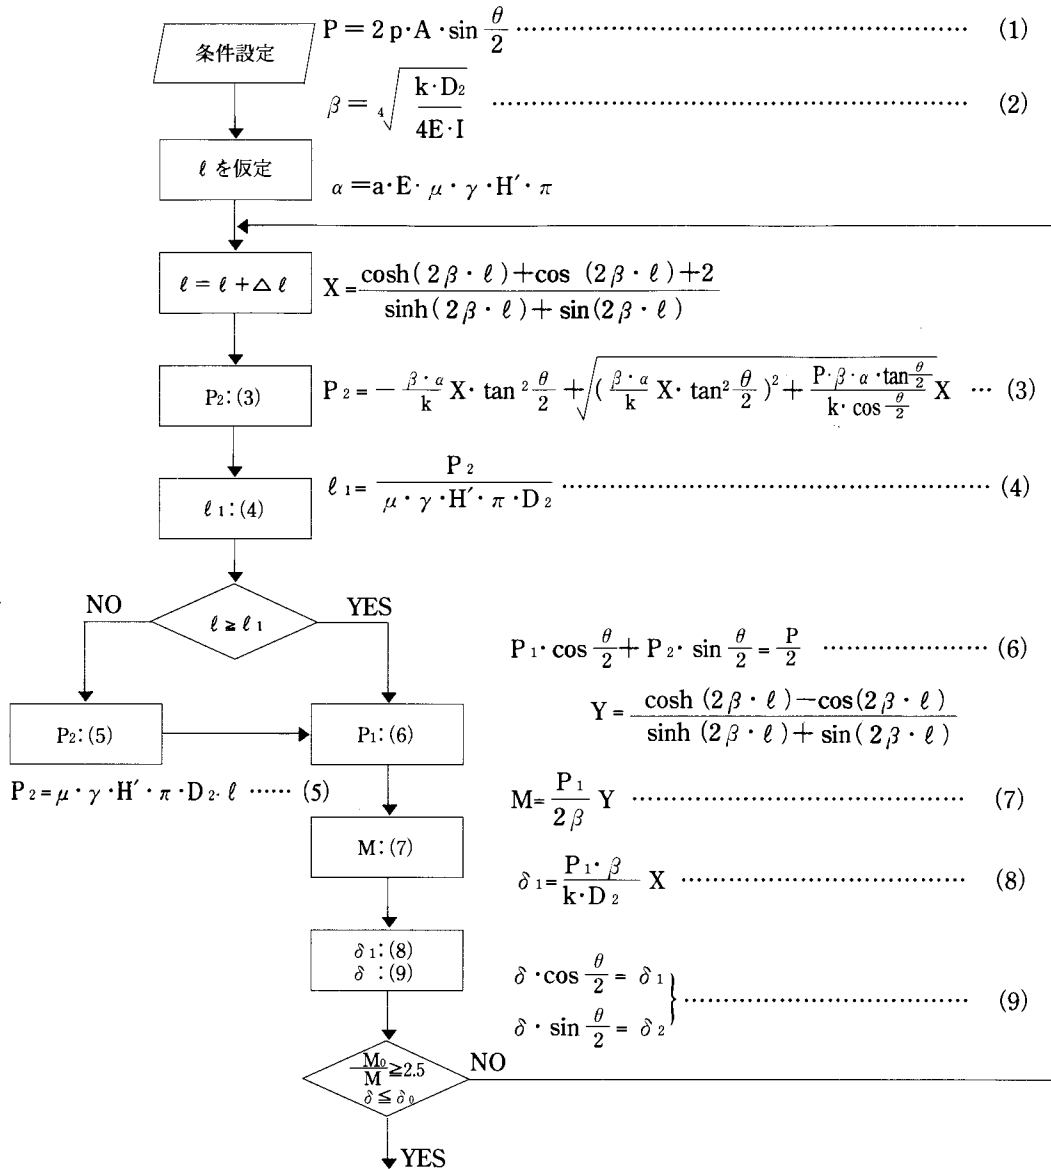 条件設定
P = 2 p·A·sin θ/2 ………… (1)
β = ⁴√(k·D₂ / 4E·I) ………… (2)
ℓ を仮定
α = a·E·μ·γ·H′·π
ℓ = ℓ + △ ℓ
X = cosh(2β·ℓ)+cos (2β·ℓ)+2 / sinh(2β·ℓ)+sin(2β·ℓ)
P₂:(3)
P₂ = − β·α/k X·tan² θ/2 + √((β·α/k X·tan² θ/2)² + P·β·α·tan θ/2 / k·cos θ/2) X … (3)
ℓ₁:(4)
ℓ₁ = P₂ / μ·γ·H′·π·D₂ ………… (4)
NO
ℓ ≧ ℓ₁
YES
P₁·cos θ/2 + P₂·sin θ/2 = P/2 ………… (6)
P₂:(5)
P₁:(6)
Y = cosh (2β·ℓ)−cos(2β·ℓ) / sinh (2β·ℓ)+sin(2β·ℓ)
P₂=μ·γ·H′·π·D₂·ℓ …… (5)
M:(7)
M = P₁/2β Y ………… (7)
δ₁ = P₁·β / k·D₂ X ………… (8)
δ₁:(8)
δ :(9)
δ·cos θ/2 = δ₁
δ·sin θ/2 = δ₂ } ………… (9)
M₀/M ≧2.5
δ ≦ δ₀
NO
YES